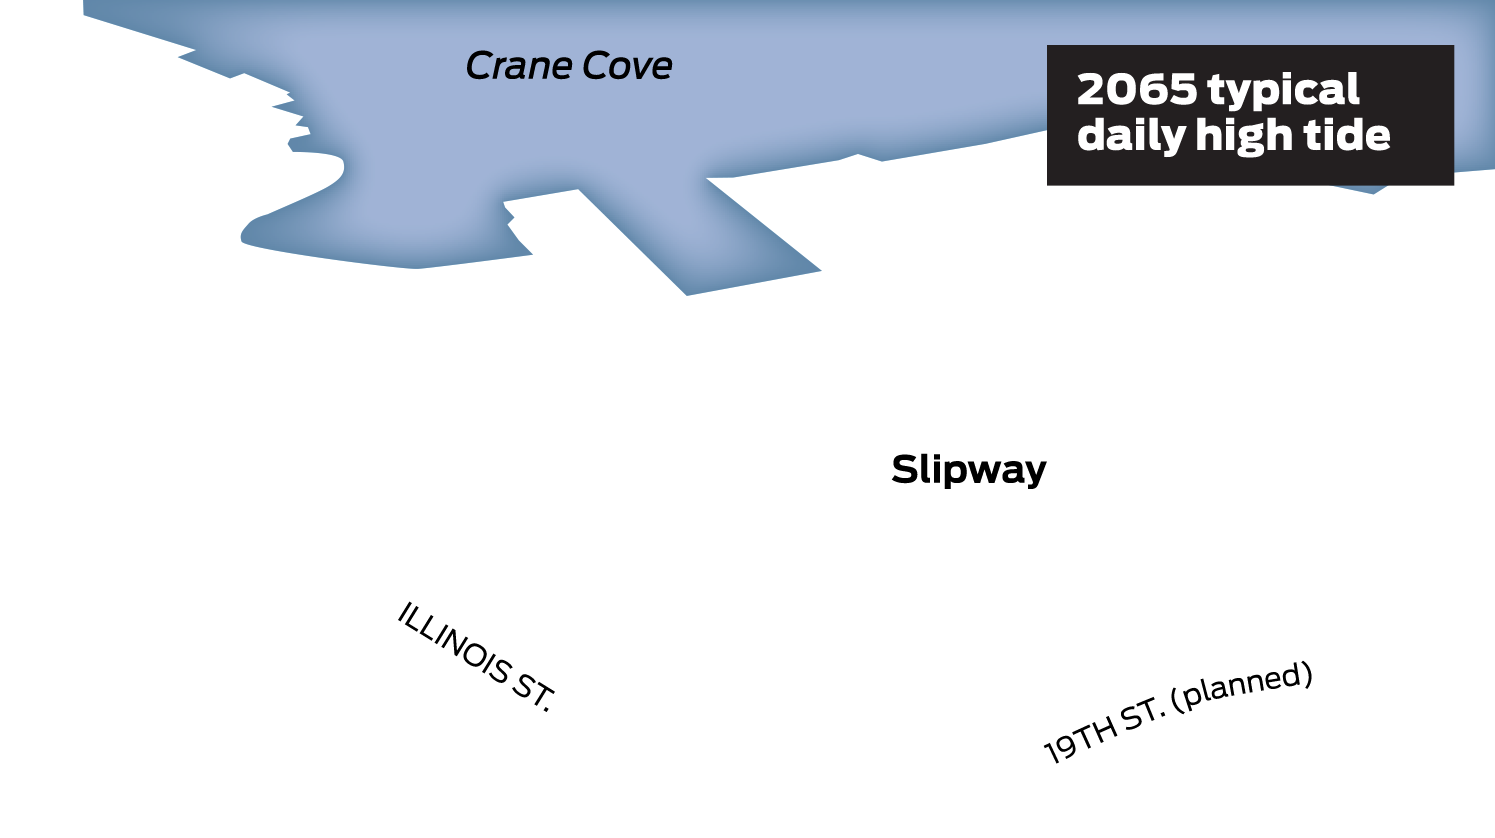 Crane Cove
2065 typical
daily high tide
Slipway
ILLINOIS ST.
19TH ST. (planned)